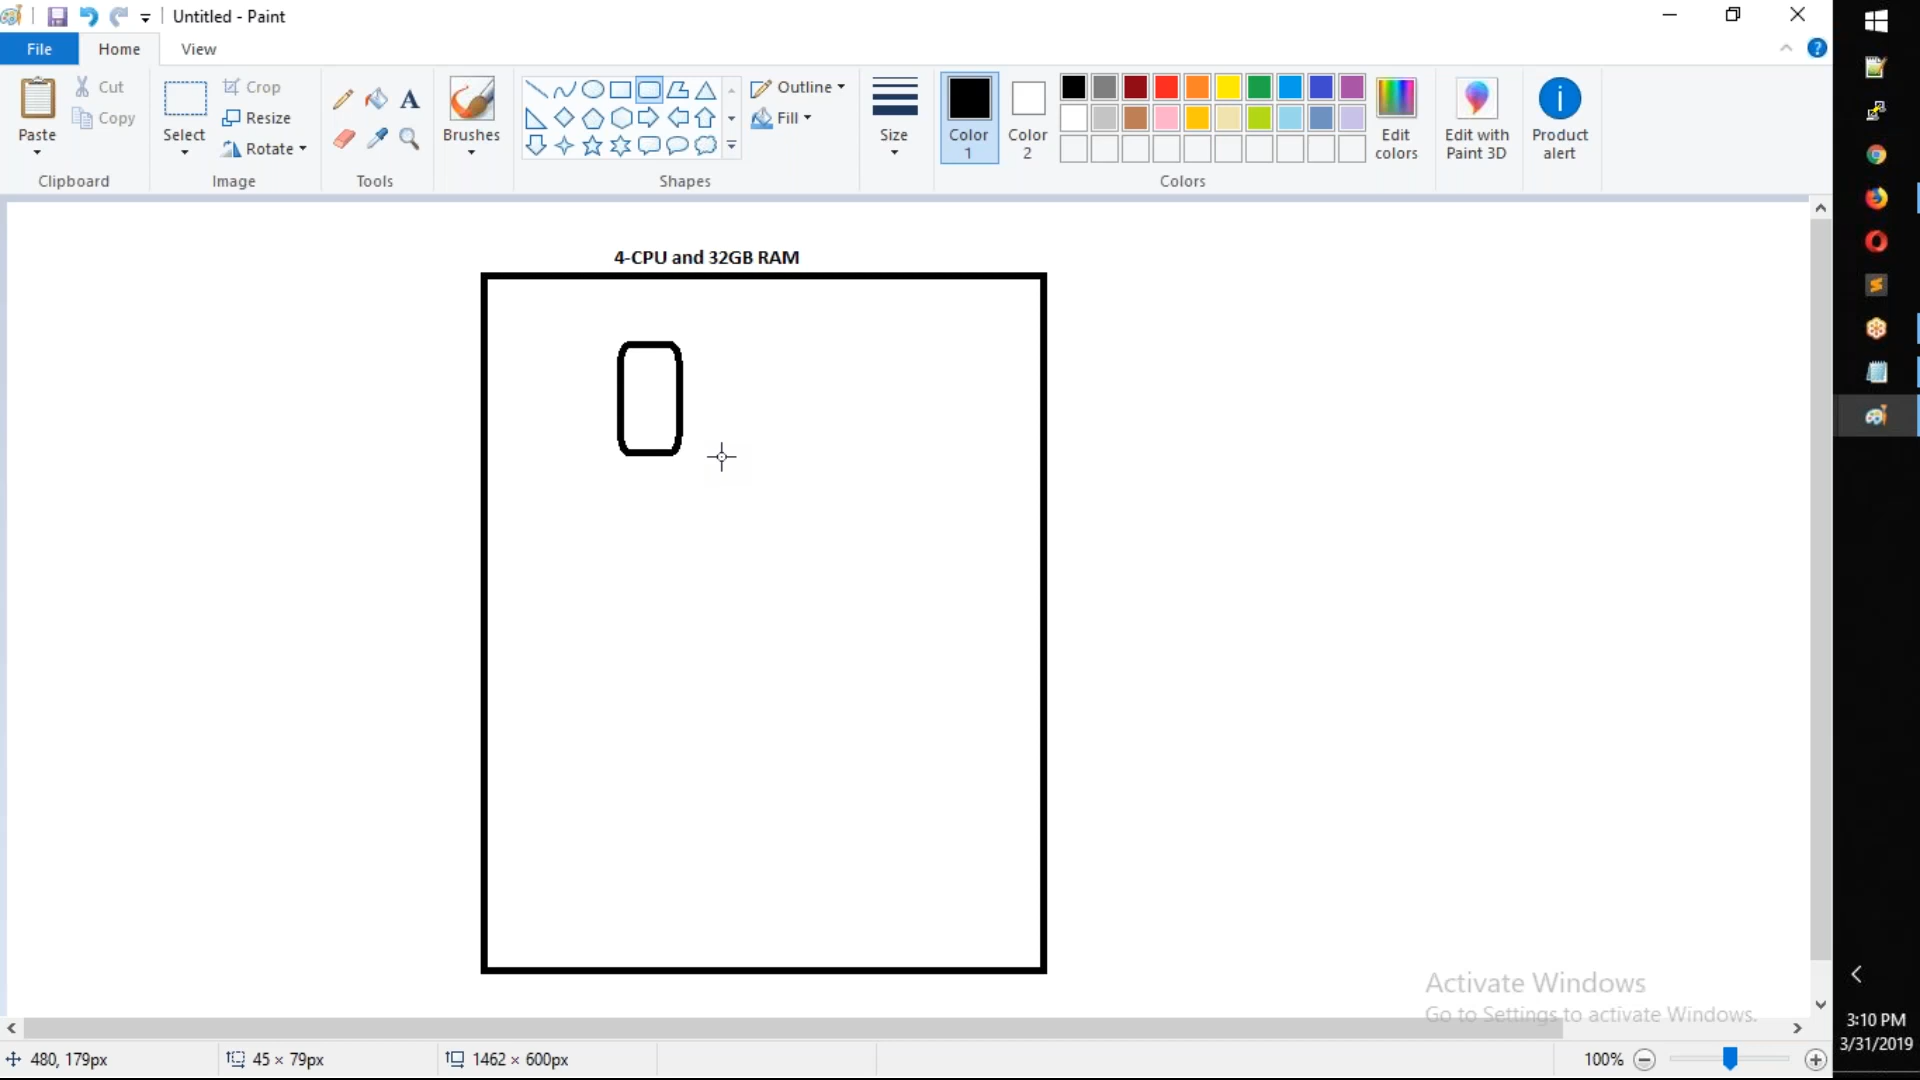 Untitled - Paint
File Home View
Paste
Cut
Copy
Clipboard
Select
Crop
Resize
Rotate
Image
A
Tools
Brushes
Shapes
Outline
Fill
Size
Color 1
Color 2
Edit colors
Colors
Edit with Paint 3D
Product alert
4-CPU and 32GB RAM
Activate Windows
Go to Settings to activate Windows.
480, 179px
45 × 79px
1462 × 600px
100%
3:10 PM
3/31/2019